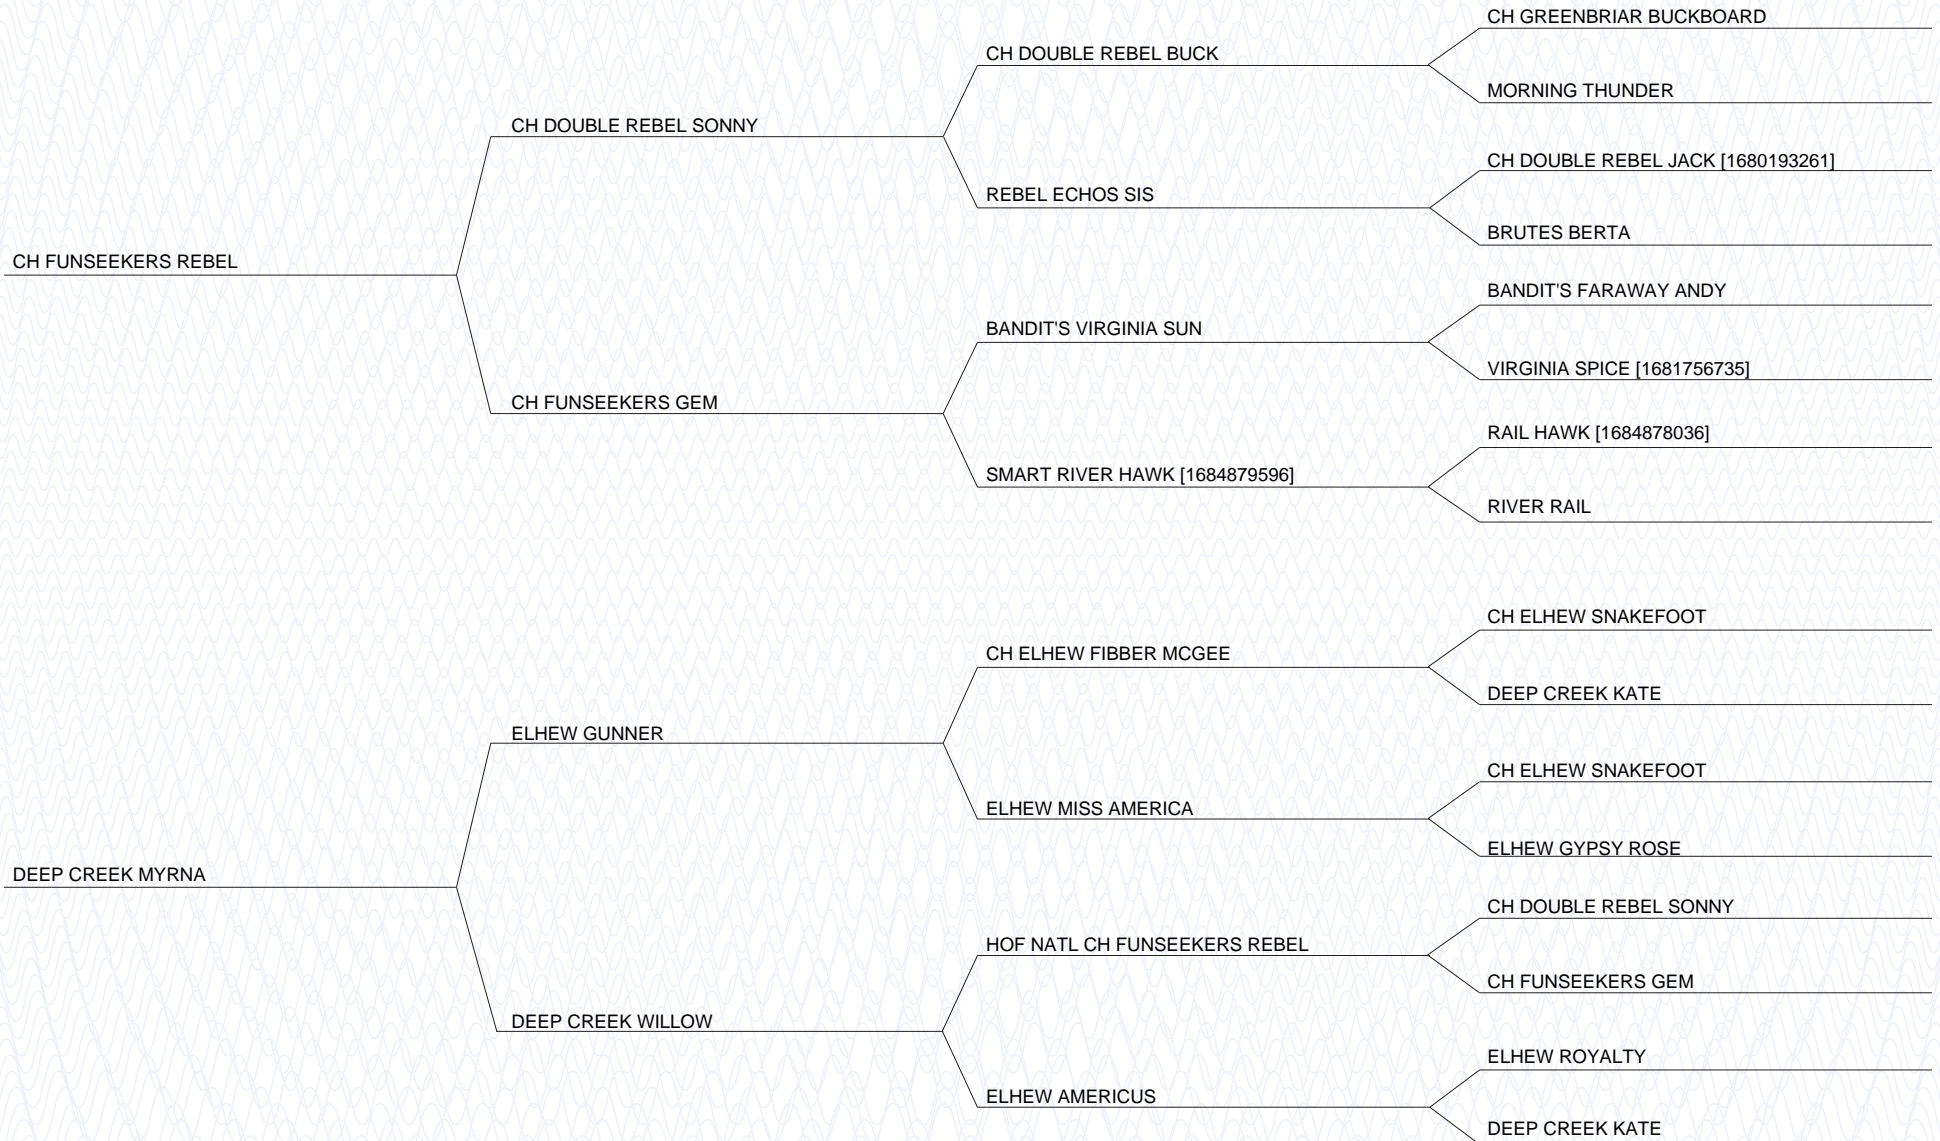 CH GREENBRIAR BUCKBOARD
CH DOUBLE REBEL BUCK
MORNING THUNDER
CH DOUBLE REBEL SONNY
CH DOUBLE REBEL JACK [1680193261]
REBEL ECHOS SIS
BRUTES BERTA
CH FUNSEEKERS REBEL
BANDIT'S FARAWAY ANDY
BANDIT'S VIRGINIA SUN
VIRGINIA SPICE [1681756735]
CH FUNSEEKERS GEM
RAIL HAWK [1684878036]
SMART RIVER HAWK [1684879596]
RIVER RAIL
CH ELHEW SNAKEFOOT
CH ELHEW FIBBER MCGEE
DEEP CREEK KATE
ELHEW GUNNER
CH ELHEW SNAKEFOOT
ELHEW MISS AMERICA
ELHEW GYPSY ROSE
DEEP CREEK MYRNA
CH DOUBLE REBEL SONNY
HOF NATL CH FUNSEEKERS REBEL
CH FUNSEEKERS GEM
DEEP CREEK WILLOW
ELHEW ROYALTY
ELHEW AMERICUS
DEEP CREEK KATE